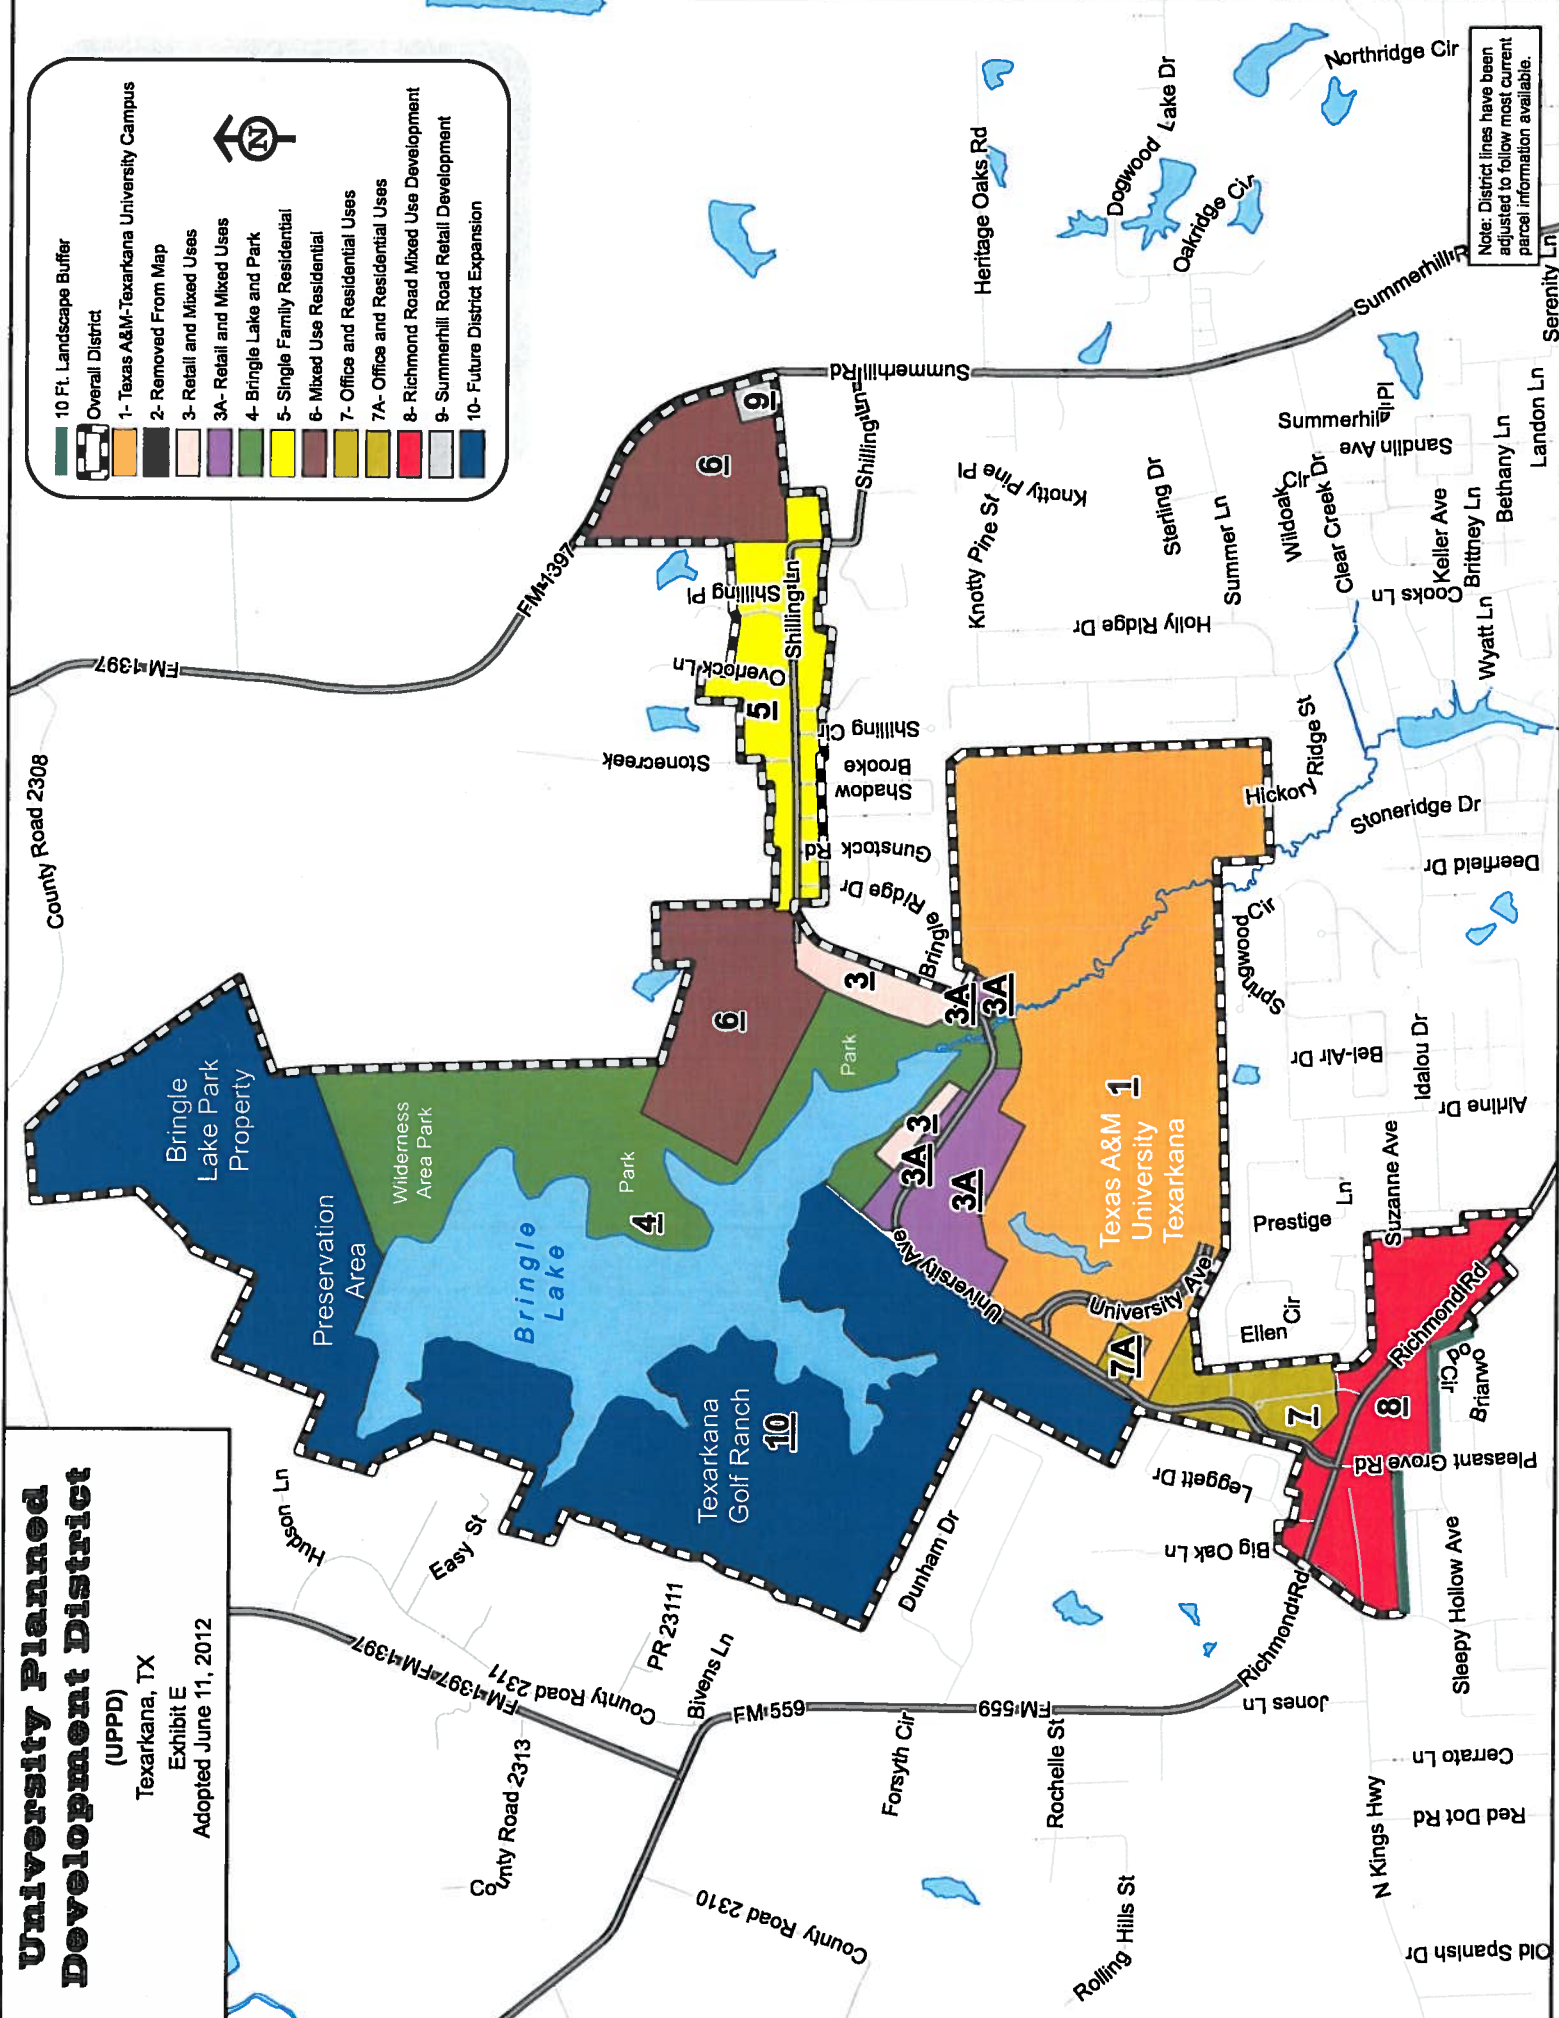 University Planned
Development District
(UPPD)
Texarkana, TX
Exhibit E
Adopted June 11, 2012
10 Ft. Landscape Buffer
Overall District
1- Texas A&M-Texarkana University Campus
2- Removed From Map
3- Retail and Mixed Uses
3A- Retail and Mixed Uses
4- Bringle Lake and Park
5- Single Family Residential
6- Mixed Use Residential
7- Office and Residential Uses
7A- Office and Residential Uses
8- Richmond Road Mixed Use Development
9- Summerhill Road Retail Development
10- Future District Expansion
N
County Road 2308
FM 1397
FM 1397
Hudson Ln
Easy St
FM 1397
FM 1397
FM 1397
County Road 2311
PR 23111
Bivens Ln
County Road 2313
County Road 2310
FM 559
FM 559
Forsyth Cir
Rochelle St
Rolling Hills St
Dunham Dr
Bringle
Lake Park
Property
Preservation
Area
Wilderness
Area Park
Park
4
Bringle
Lake
Texarkana
Golf Ranch
10
6
Park
3
3A
3A
3
3A
3A
University Ave
University Ave
Texas A&M
University
Texarkana
1
7A
7
8
5
6
9
Stonecreek
Overlook Ln
Shilling Pl
Shilling Ln
Shilling Ln
Shilling Cir
Shadow
Brooke
Gunstock Rd
Bringle Ridge Dr
Summerhill Rd
Summerhill R
Heritage Oaks Rd
Dogwood Lake Dr
Oakridge Cir
Northridge Cir
Knotty Pine Pl
Knotty Pine St
Holly Ridge Dr
Sterling Dr
Summer Ln
Wildoak Cir
Clear Creek Dr
Summerhill Pl
Sandlin Ave
Cooks Ln
Keller Ave
Brittney Ln
Bethany Ln
Landon Ln
Serenity Ln
Wyatt Ln
Hickory Ridge St
Stoneridge Dr
Deerfield Dr
Springwood Cir
Bel-Air Dr
Idalou Dr
Airline Dr
Suzanne Ave
Prestige Ln
Ellen Cir
Richmond Rd
Briarwood Cir
Pleasant Grove Rd
Leggett Dr
Big Oak Ln
Richmond Rd
Sleepy Hollow Ave
Jones Ln
Cerrato Ln
Red Dot Rd
N Kings Hwy
Old Spanish Dr
Note: District lines have been
adjusted to follow most current
parcel information available.